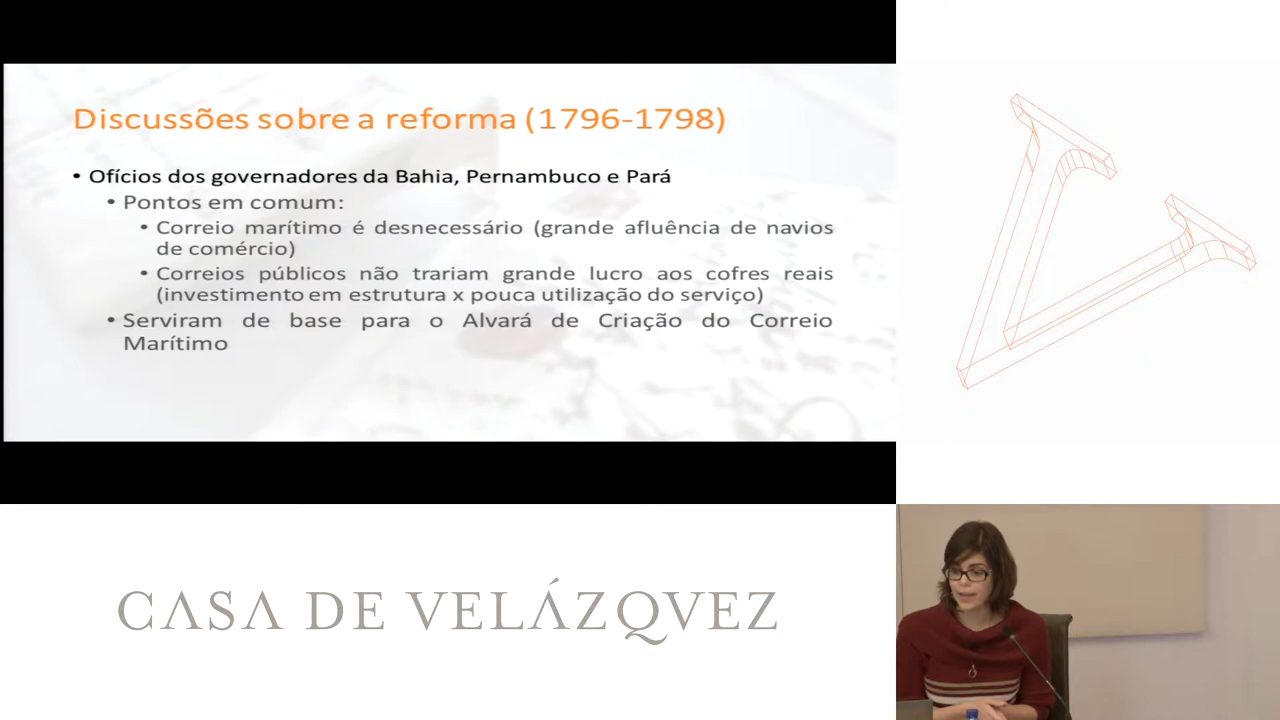 Discussões sobre a reforma (1796-1798)
• Ofícios dos governadores da Bahia, Pernambuco e Pará
• Pontos em comum:
• Correio marítimo é desnecessário (grande afluência de navios
de comércio)
• Correios públicos não trariam grande lucro aos cofres reais
(investimento em estrutura x pouca utilização do serviço)
• Serviram de base para o Alvará de Criação do Correio
Marítimo
CASA DE VELÁZQVEZ